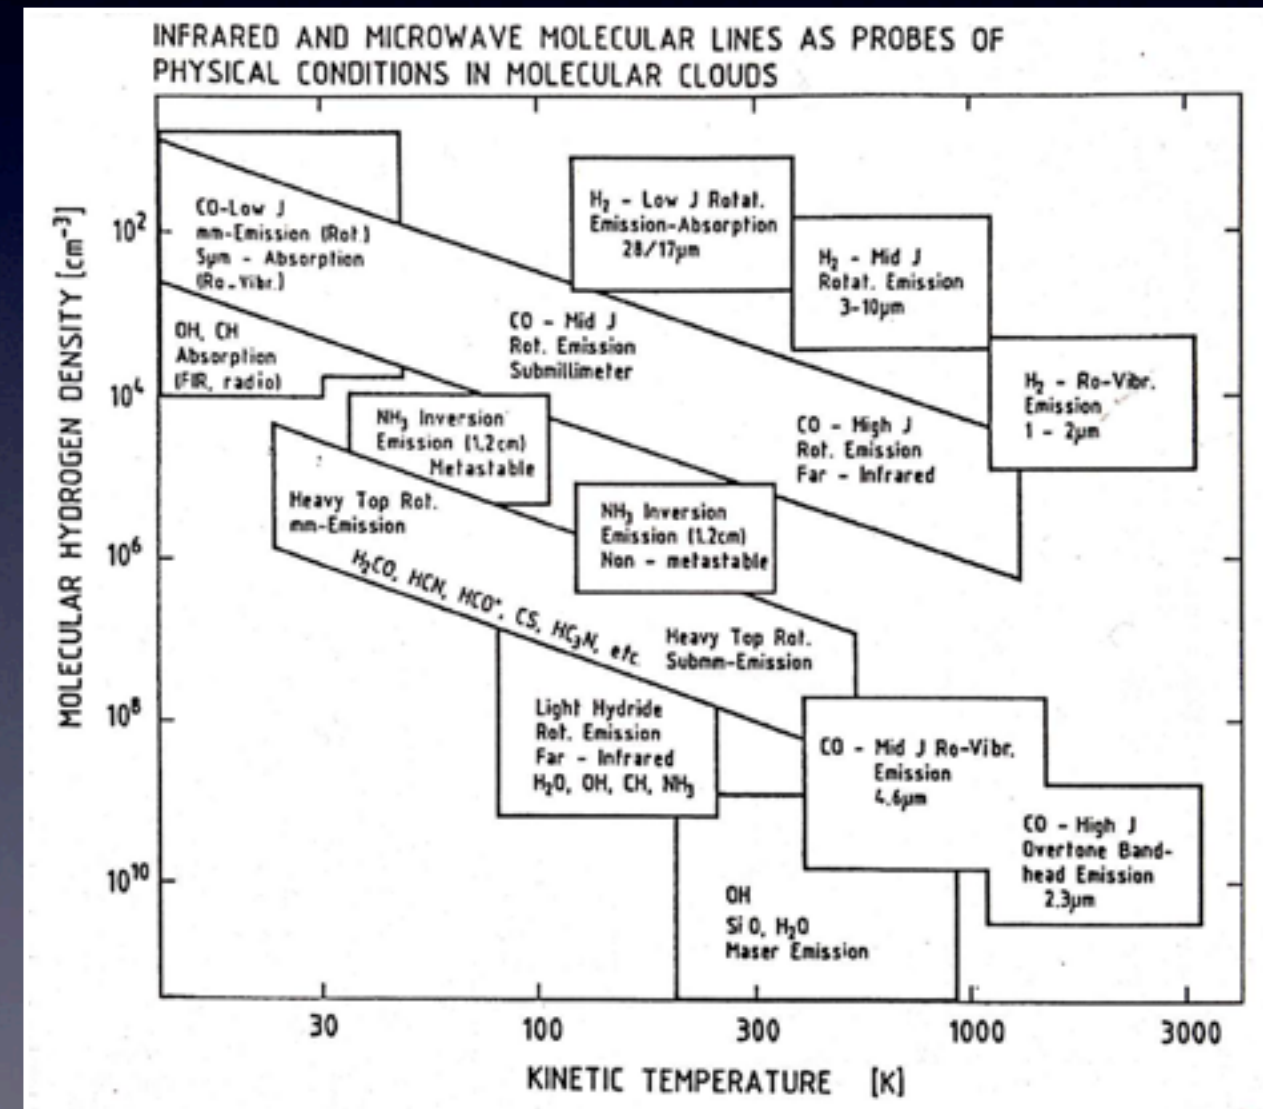 INFRARED AND MICROWAVE MOLECULAR LINES AS PROBES OF
PHYSICAL CONDITIONS IN MOLECULAR CLOUDS
MOLECULAR HYDROGEN DENSITY [cm⁻³]
10²
10⁴
10⁶
10⁸
10¹⁰
CO-Low J
mm-Emission (Rot.)
5μm - Absorption
(Ro-Vibr.)
OH, CH
Absorption
(FIR, radio)
H₂ - Low J Rotat.
Emission-Absorption
28/17μm
H₂ - Mid J
Rotat. Emission
3-10μm
CO - Mid J
Rot. Emission
Submillimeter
H₂ - Ro-Vibr.
Emission
1 - 2μm
CO - High J
Rot. Emission
Far - Infrared
NH₃ Inversion
Emission (1,2cm)
Metastable
Heavy Top Rot.
mm-Emission
NH₃ Inversion
Emission (1,2cm)
Non - metastable
H₂CO, HCN, HCO⁺, CS, HC₃N, etc.
Heavy Top Rot.
Submm-Emission
Light Hydride
Rot. Emission
Far - Infrared
H₂O, OH, CH, NH₃
CO - Mid J Ro-Vibr.
Emission
4.6μm
CO - High J
Overtone Band-
head Emission
2.3μm
OH
SiO, H₂O
Maser Emission
30
100
300
1000
3000
KINETIC TEMPERATURE [K]